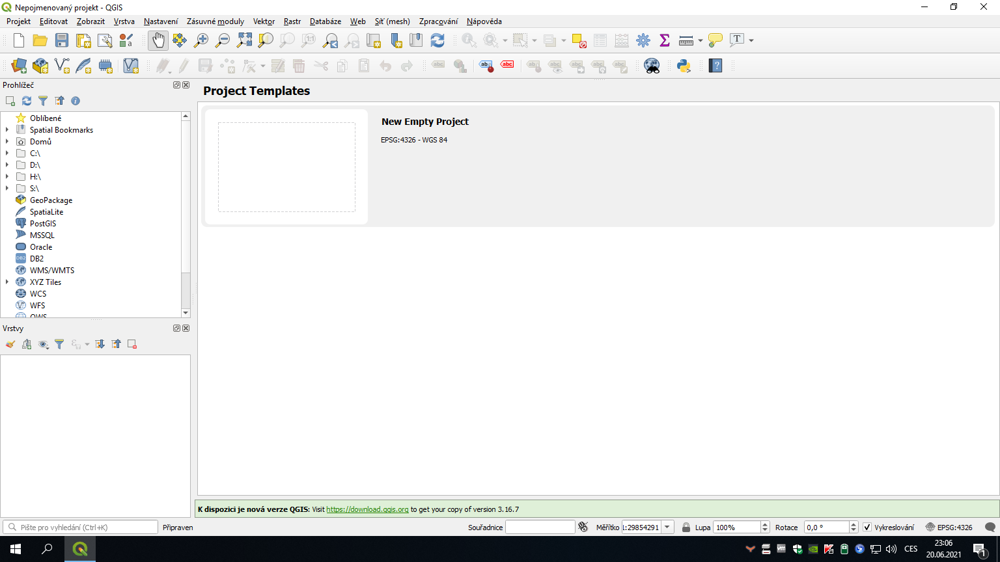 Nepojmenovaný projekt - QGIS
Projekt Editovat Zobrazit Vrstva Nastavení Zásuvné moduly Vektor Rastr Databáze Web Síť (mesh) Zpracování Nápověda
Prohlížeč
Project Templates
Oblíbené
Spatial Bookmarks
Domů
C:\
D:\
H:\
S:\
GeoPackage
SpatiaLite
PostGIS
MSSQL
Oracle
DB2 DB2
WMS/WMTS
XYZ Tiles
WCS
WFS
OWS
New Empty Project
EPSG:4326 - WGS 84
Vrstvy
K dispozici je nová verze QGIS: Visit https://download.qgis.org to get your copy of version 3.16.7
Pište pro vyhledání (Ctrl+K) Připraven Souřadnice Měřítko 1:29854291 Lupa 100% Rotace 0,0 ° Vykreslování EPSG:4326
CES 23:06
20.06.2021 1